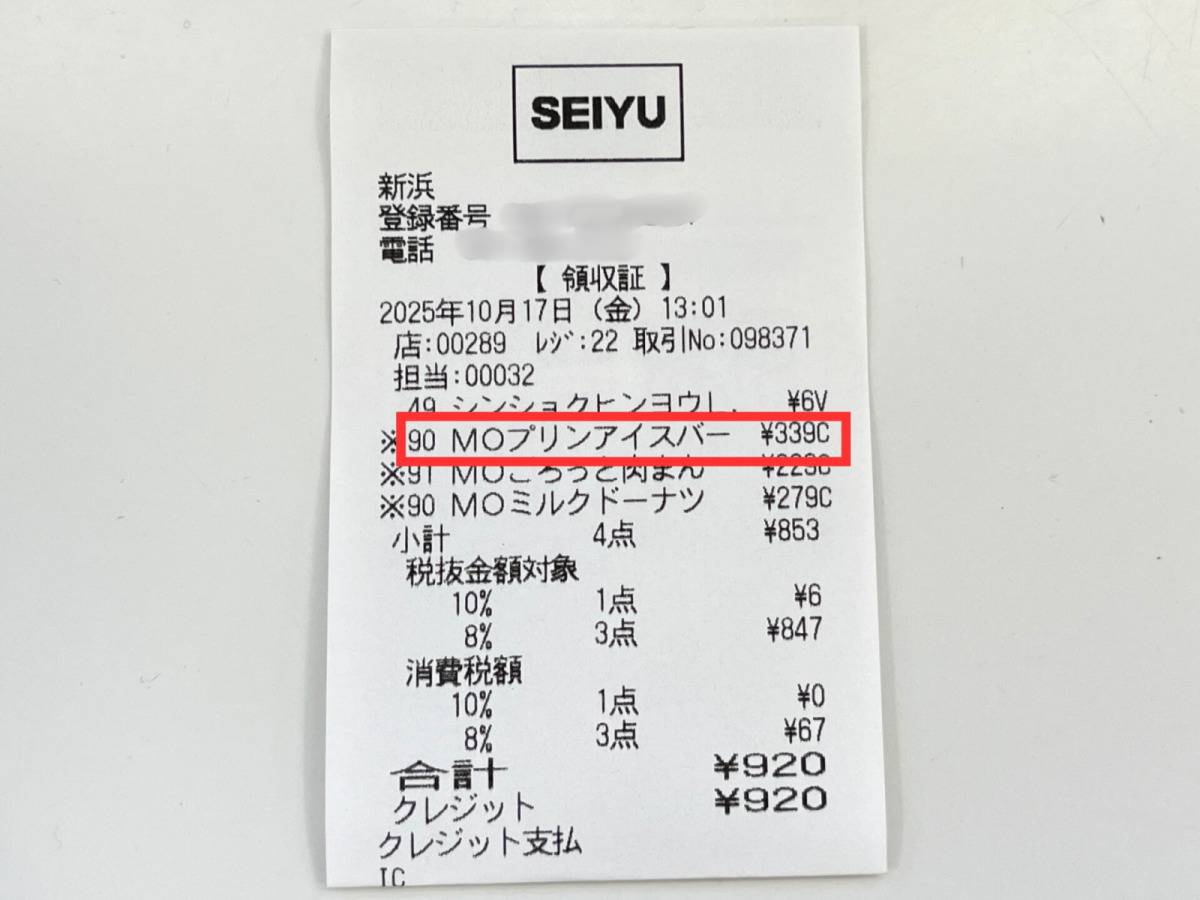 SEIYU
新浜
登録番号
電話
【 領収証 】
2025年10月17日 (金) 13:01
店:00289 ﾚｼﾞ:22 取引No:098371
担当:00032
49 シンショクヒンヨウL. ¥6V
※90 MOプリンアイスバー ¥339C
※91 MOごろっと肉まん ¥229C
※90 MOミルクドーナツ ¥279C
小計 4点 ¥853
税抜金額対象
10% 1点 ¥6
8% 3点 ¥847
消費税額
10% 1点 ¥0
8% 3点 ¥67
合計 ¥920
クレジット ¥920
クレジット支払
IC